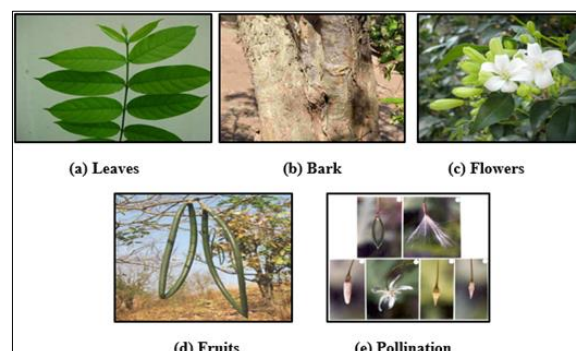 (a) Leaves
(b) Bark
(c) Flowers
(d) Fruits
(e) Pollination